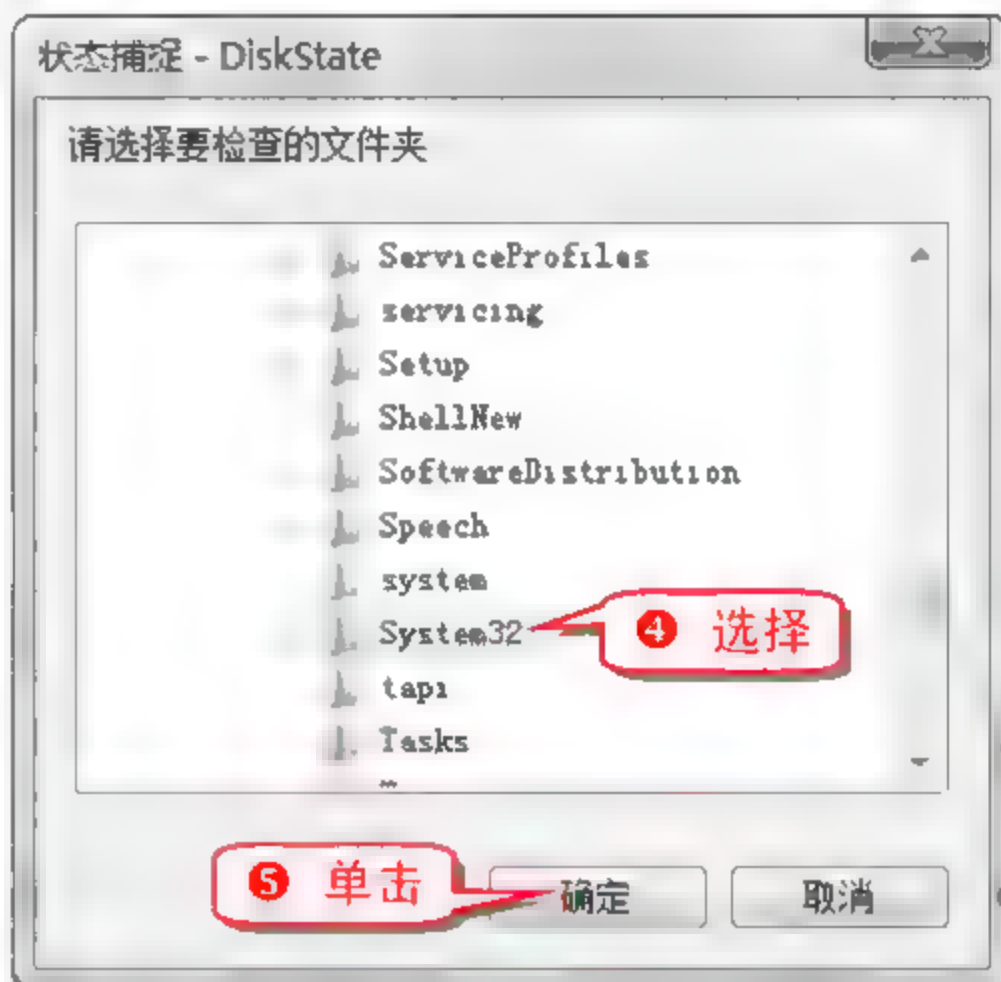 状态捕捉 - DiskState
请选择要检查的文件夹
ServiceProfiles
servicing
Setup
ShellNew
SoftwareDistribution
Speech
system
System32
❹ 选择
tapi
Tasks
❺ 单击
确定
取消